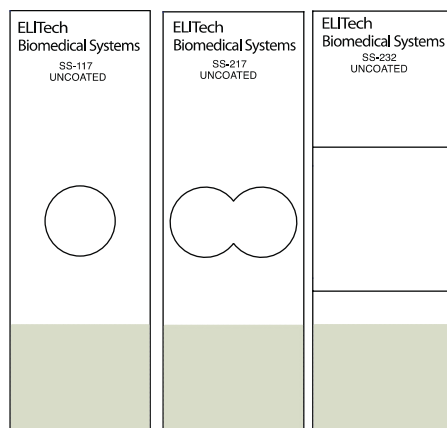 ELITech
Biomedical Systems
SS-117
UNCOATED
ELITech
Biomedical Systems
SS-217
UNCOATED
ELITech
Biomedical Systems
SS-232
UNCOATED